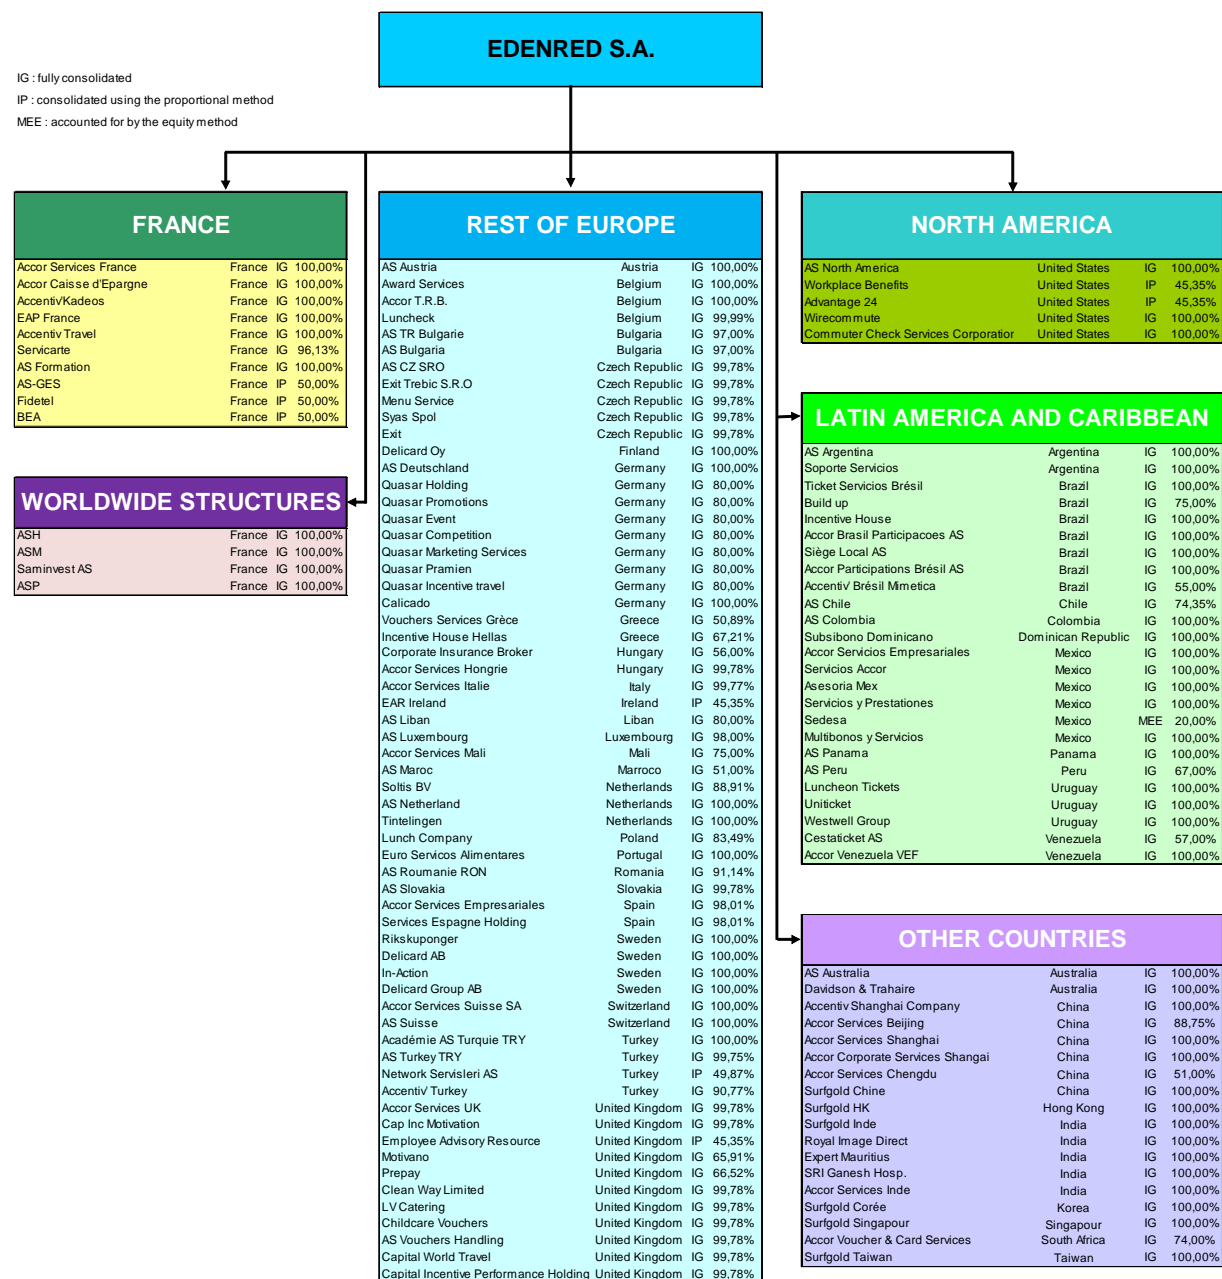 EDENRED S.A.
IG : fully consolidated
IP : consolidated using the proportional method
MEE : accounted for by the equity method
FRANCE
Accor Services France France IG 100,00%
Accor Caisse d'Epargne France IG 100,00%
Accentiv'Kadeos France IG 100,00%
EAP France France IG 100,00%
Accentiv Travel France IG 100,00%
Servicarte France IG 96,13%
AS Formation France IG 100,00%
AS-GES France IP 50,00%
Fidetel France IP 50,00%
BEA France IP 50,00%
WORLDWIDE STRUCTURES
ASH France IG 100,00%
ASM France IG 100,00%
Saminvest AS France IG 100,00%
ASP France IG 100,00%
REST OF EUROPE
AS Austria Austria IG 100,00%
Award Services Belgium IG 100,00%
Accor T.R.B. Belgium IG 100,00%
Luncheck Belgium IG 99,99%
AS TR Bulgarie Bulgaria IG 97,00%
AS Bulgaria Bulgaria IG 97,00%
AS CZ SRO Czech Republic IG 99,78%
Exit Trebic S.R.O Czech Republic IG 99,78%
Menu Service Czech Republic IG 99,78%
Syas Spol Czech Republic IG 99,78%
Exit Czech Republic IG 99,78%
Delicard Oy Finland IG 100,00%
AS Deutschland Germany IG 100,00%
Quasar Holding Germany IG 80,00%
Quasar Promotions Germany IG 80,00%
Quasar Event Germany IG 80,00%
Quasar Competition Germany IG 80,00%
Quasar Marketing Services Germany IG 80,00%
Quasar Pramien Germany IG 80,00%
Quasar Incentive travel Germany IG 80,00%
Calicado Germany IG 100,00%
Vouchers Services Grèce Greece IG 50,89%
Incentive House Hellas Greece IG 67,21%
Corporate Insurance Broker Hungary IG 56,00%
Accor Services Hongrie Hungary IG 99,78%
Accor Services Italie Italy IG 99,77%
EAR Ireland Ireland IP 45,35%
AS Liban Liban IG 80,00%
AS Luxembourg Luxembourg IG 98,00%
Accor Services Mali Mali IG 75,00%
AS Maroc Marroco IG 51,00%
Soltis BV Netherlands IG 88,91%
AS Netherland Netherlands IG 100,00%
Tintelingen Netherlands IG 100,00%
Lunch Company Poland IG 83,49%
Euro Servicos Alimentares Portugal IG 100,00%
AS Roumanie RON Romania IG 91,14%
AS Slovakia Slovakia IG 99,78%
Accor Services Empresariales Spain IG 98,01%
Services Espagne Holding Spain IG 98,01%
Rikskuponger Sweden IG 100,00%
Delicard AB Sweden IG 100,00%
In-Action Sweden IG 100,00%
Delicard Group AB Sweden IG 100,00%
Accor Services Suisse SA Switzerland IG 100,00%
AS Suisse Switzerland IG 100,00%
Académie AS Turquie TRY Turkey IG 100,00%
AS Turkey TRY Turkey IG 99,75%
Network Servisleri AS Turkey IP 49,87%
Accentiv' Turkey Turkey IG 90,77%
Accor Services UK United Kingdom IG 99,78%
Cap Inc Motivation United Kingdom IG 99,78%
Employee Advisory Resource United Kingdom IP 45,35%
Motivano United Kingdom IG 65,91%
Prepay United Kingdom IG 66,52%
Clean Way Limited United Kingdom IG 99,78%
LV Catering United Kingdom IG 99,78%
Childcare Vouchers United Kingdom IG 99,78%
AS Vouchers Handling United Kingdom IG 99,78%
Capital World Travel United Kingdom IG 99,78%
Capital Incentive Performance Holding United Kingdom IG 99,78%
NORTH AMERICA
AS North America United States IG 100,00%
Workplace Benefits United States IP 45,35%
Advantage 24 United States IP 45,35%
Wirecommute United States IG 100,00%
Commuter Check Services Corporatior United States IG 100,00%
LATIN AMERICA AND CARIBBEAN
AS Argentina Argentina IG 100,00%
Soporte Servicios Argentina IG 100,00%
Ticket Servicios Brésil Brazil IG 100,00%
Build up Brazil IG 75,00%
Incentive House Brazil IG 100,00%
Accor Brasil Participacoes AS Brazil IG 100,00%
Siège Local AS Brazil IG 100,00%
Accor Participations Brésil AS Brazil IG 100,00%
Accentiv' Brésil Mimetica Brazil IG 55,00%
AS Chile Chile IG 74,35%
AS Colombia Colombia IG 100,00%
Subsibono Dominicano Dominican Republic IG 100,00%
Accor Servicios Empresariales Mexico IG 100,00%
Servicios Accor Mexico IG 100,00%
Asesoria Mex Mexico IG 100,00%
Servicios y Prestationes Mexico IG 100,00%
Sedesa Mexico MEE 20,00%
Multibonos y Servicios Mexico IG 100,00%
AS Panama Panama IG 100,00%
AS Peru Peru IG 67,00%
Luncheon Tickets Uruguay IG 100,00%
Uniticket Uruguay IG 100,00%
Westwell Group Uruguay IG 100,00%
Cestaticket AS Venezuela IG 57,00%
Accor Venezuela VEF Venezuela IG 100,00%
OTHER COUNTRIES
AS Australia Australia IG 100,00%
Davidson & Trahaire Australia IG 100,00%
Accentiv Shanghai Company China IG 100,00%
Accor Services Beijing China IG 88,75%
Accor Services Shanghai China IG 100,00%
Accor Corporate Services Shangai China IG 100,00%
Accor Services Chengdu China IG 51,00%
Surfgold Chine China IG 100,00%
Surfgold HK Hong Kong IG 100,00%
Surfgold Inde India IG 100,00%
Royal Image Direct India IG 100,00%
Expert Mauritius India IG 100,00%
SRI Ganesh Hosp. India IG 100,00%
Accor Services Inde India IG 100,00%
Surfgold Corée Korea IG 100,00%
Surfgold Singapour Singapour IG 100,00%
Accor Voucher & Card Services South Africa IG 74,00%
Surfgold Taiwan Taiwan IG 100,00%